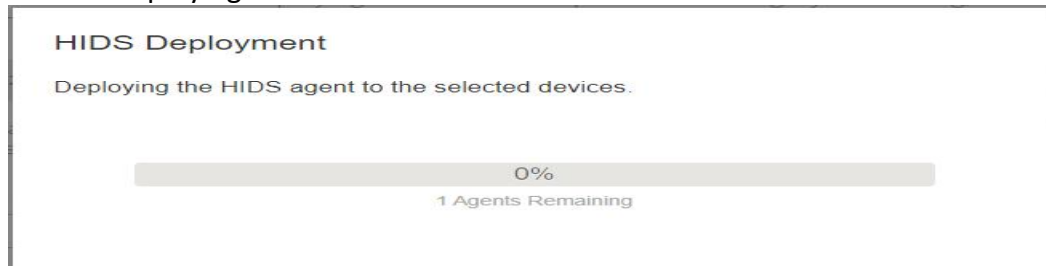 HIDS Deployment
Deploying the HIDS agent to the selected devices.
0%
1 Agents Remaining